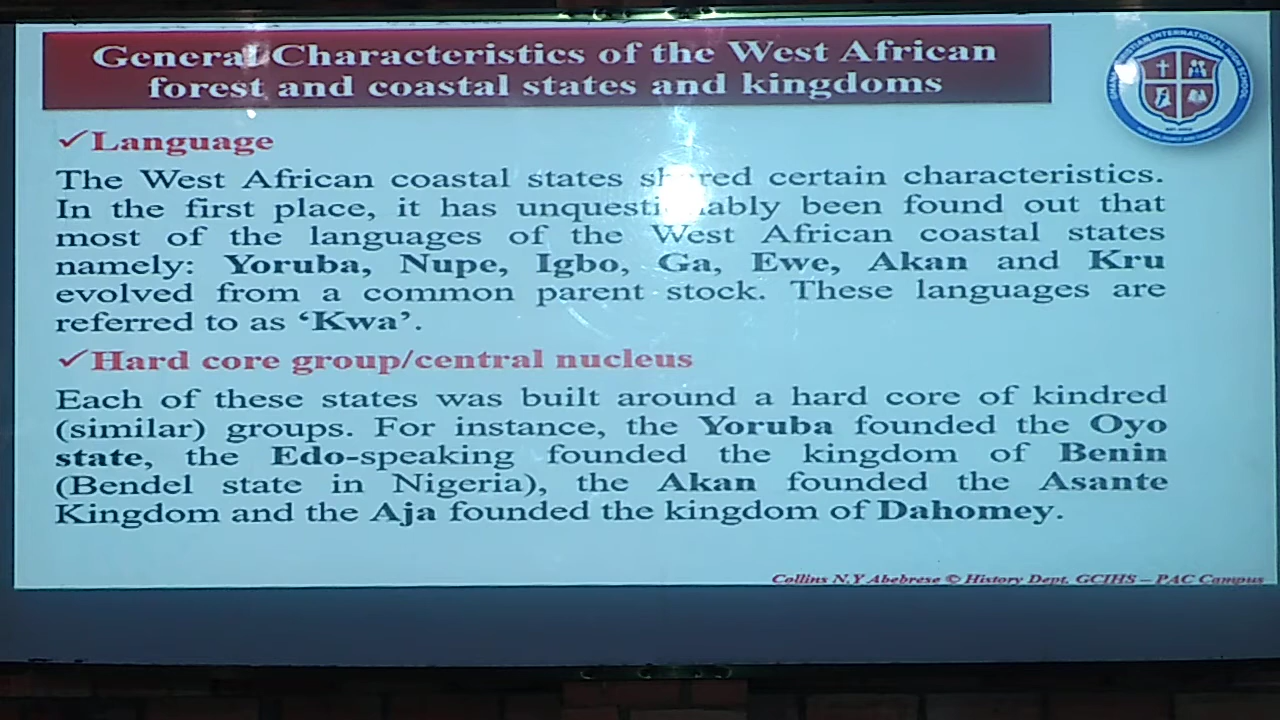 General Characteristics of the West African
forest and coastal states and kingdoms
✓Language
The West African coastal states shared certain characteristics.
In the first place, it has unquestionably been found out that
most of the languages of the West African coastal states
namely: Yoruba, Nupe, Igbo, Ga, Ewe, Akan and Kru
evolved from a common parent stock. These languages are
referred to as ‘Kwa’.
✓Hard core group/central nucleus
Each of these states was built around a hard core of kindred
(similar) groups. For instance, the Yoruba founded the Oyo
state, the Edo-speaking founded the kingdom of Benin
(Bendel state in Nigeria), the Akan founded the Asante
Kingdom and the Aja founded the kingdom of Dahomey.
Collins N.Y Abebrese © History Dept. GCIHS – PAC Campus